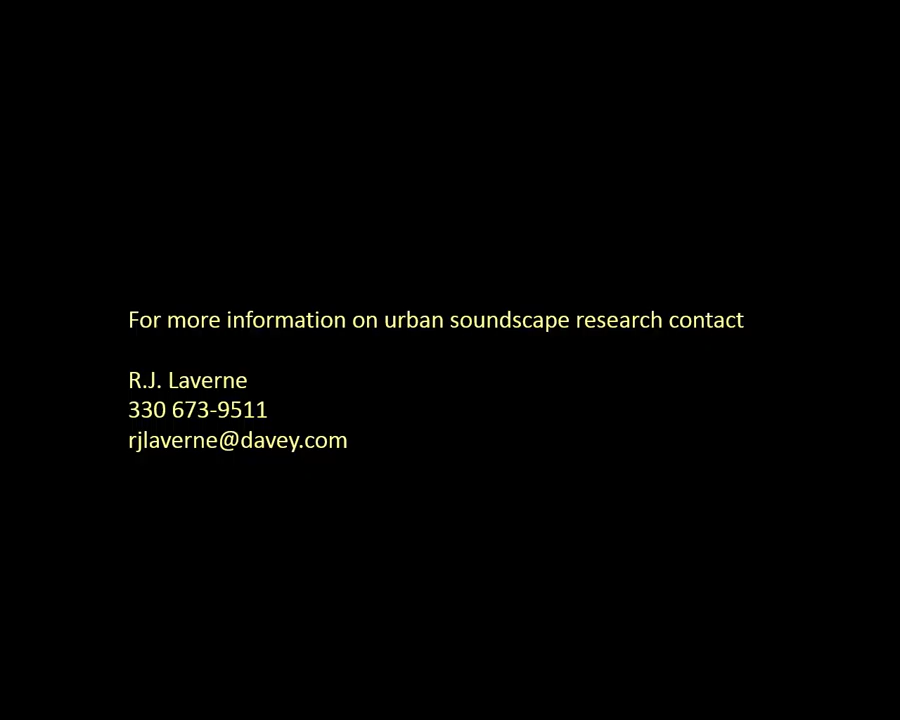 For more information on urban soundscape research contact
R.J. Laverne
330 673-9511
rjlaverne@davey.com